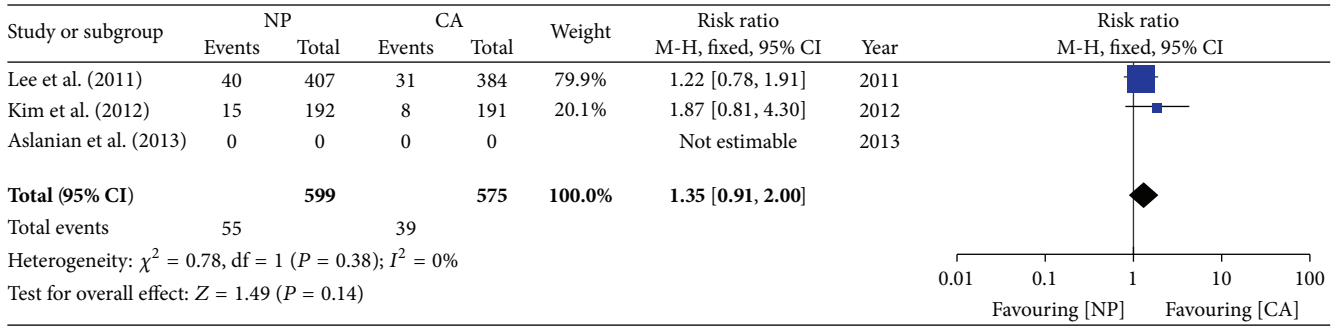 Study or subgroup NP CA Weight Risk ratio Risk ratio
Events Total Events Total M-H, fixed, 95% CI Year M-H, fixed, 95% CI
Lee et al. (2011) 40 407 31 384 79.9% 1.22 [0.78, 1.91] 2011
Kim et al. (2012) 15 192 8 191 20.1% 1.87 [0.81, 4.30] 2012
Aslanian et al. (2013) 0 0 0 0 Not estimable 2013
Total (95% CI) 599 575 100.0% 1.35 [0.91, 2.00]
Total events 55 39
Heterogeneity: χ² = 0.78, df = 1 (P = 0.38); I² = 0%
Test for overall effect: Z = 1.49 (P = 0.14)
0.01 0.1 1 10 100
Favouring [NP] Favouring [CA]